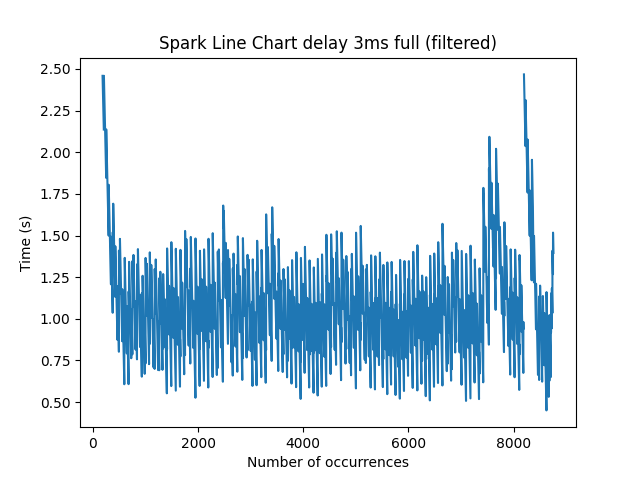 Spark Line Chart delay 3ms full (filtered)
2.50
2.25
2.00
1.75
1.50
1.25
1.00
0.75
0.50
Time (s)
0 2000 4000 6000 8000
Number of occurrences